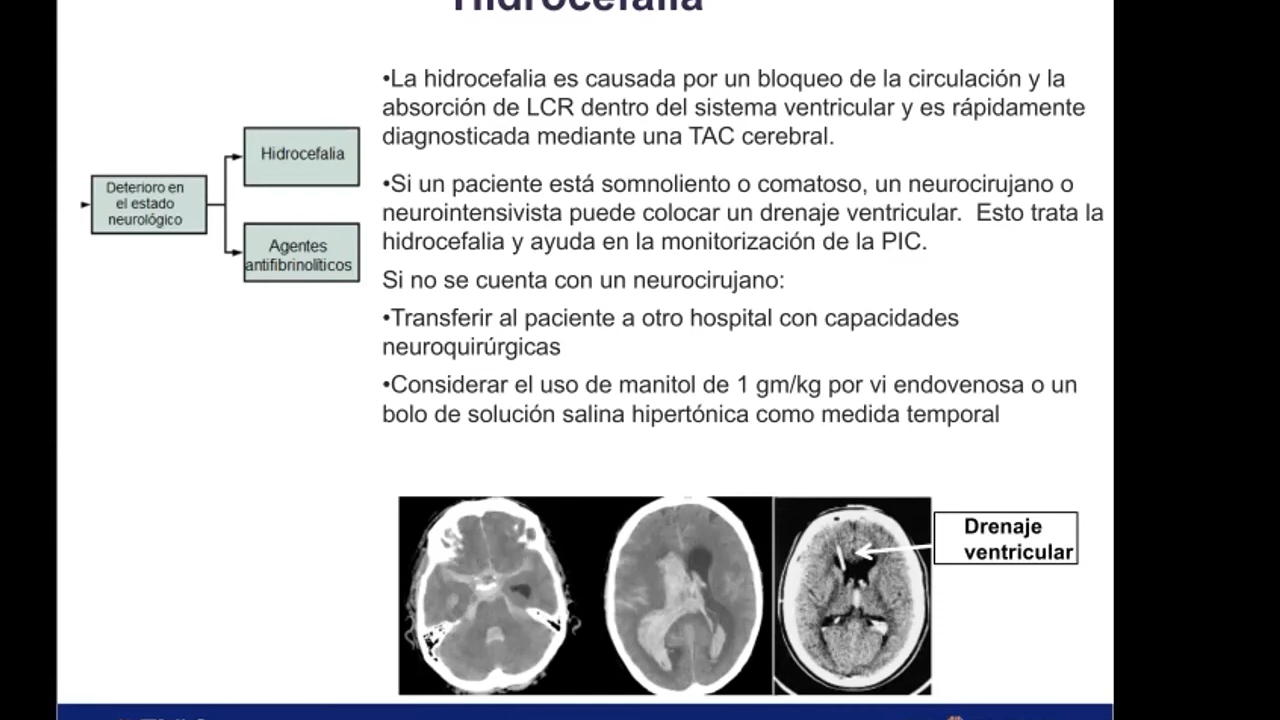 Hidrocefalia
•La hidrocefalia es causada por un bloqueo de la circulación y la
absorción de LCR dentro del sistema ventricular y es rápidamente
diagnosticada mediante una TAC cerebral.
•Si un paciente está somnoliento o comatoso, un neurocirujano o
neurointensivista puede colocar un drenaje ventricular.  Esto trata la
hidrocefalia y ayuda en la monitorización de la PIC.
Si no se cuenta con un neurocirujano:
•Transferir al paciente a otro hospital con capacidades
neuroquirúrgicas
•Considerar el uso de manitol de 1 gm/kg por vi endovenosa o un
bolo de solución salina hipertónica como medida temporal
Deterioro en
el estado
neurológico
Hidrocefalia
Agentes
antifibrinolíticos
Drenaje
ventricular